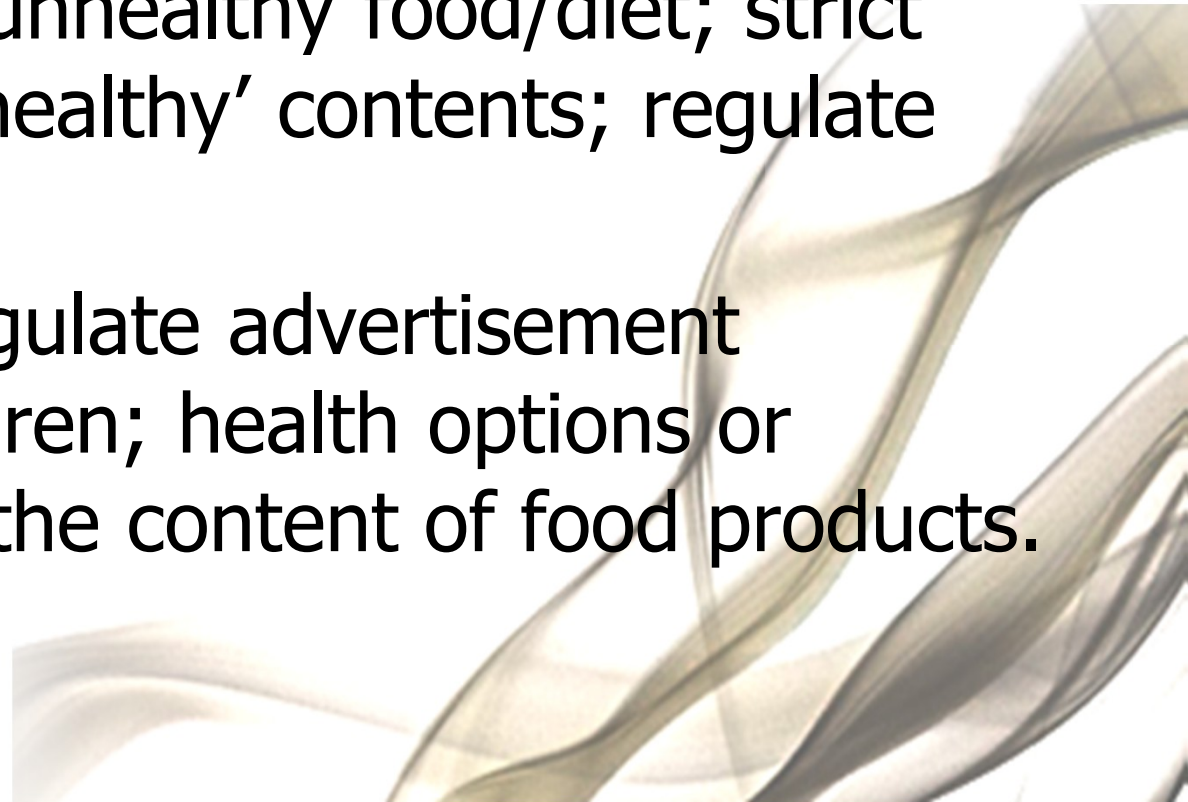 unhealthy food/diet; strict
healthy’ contents; regulate
gulate advertisement
ren; health options or
the content of food products.